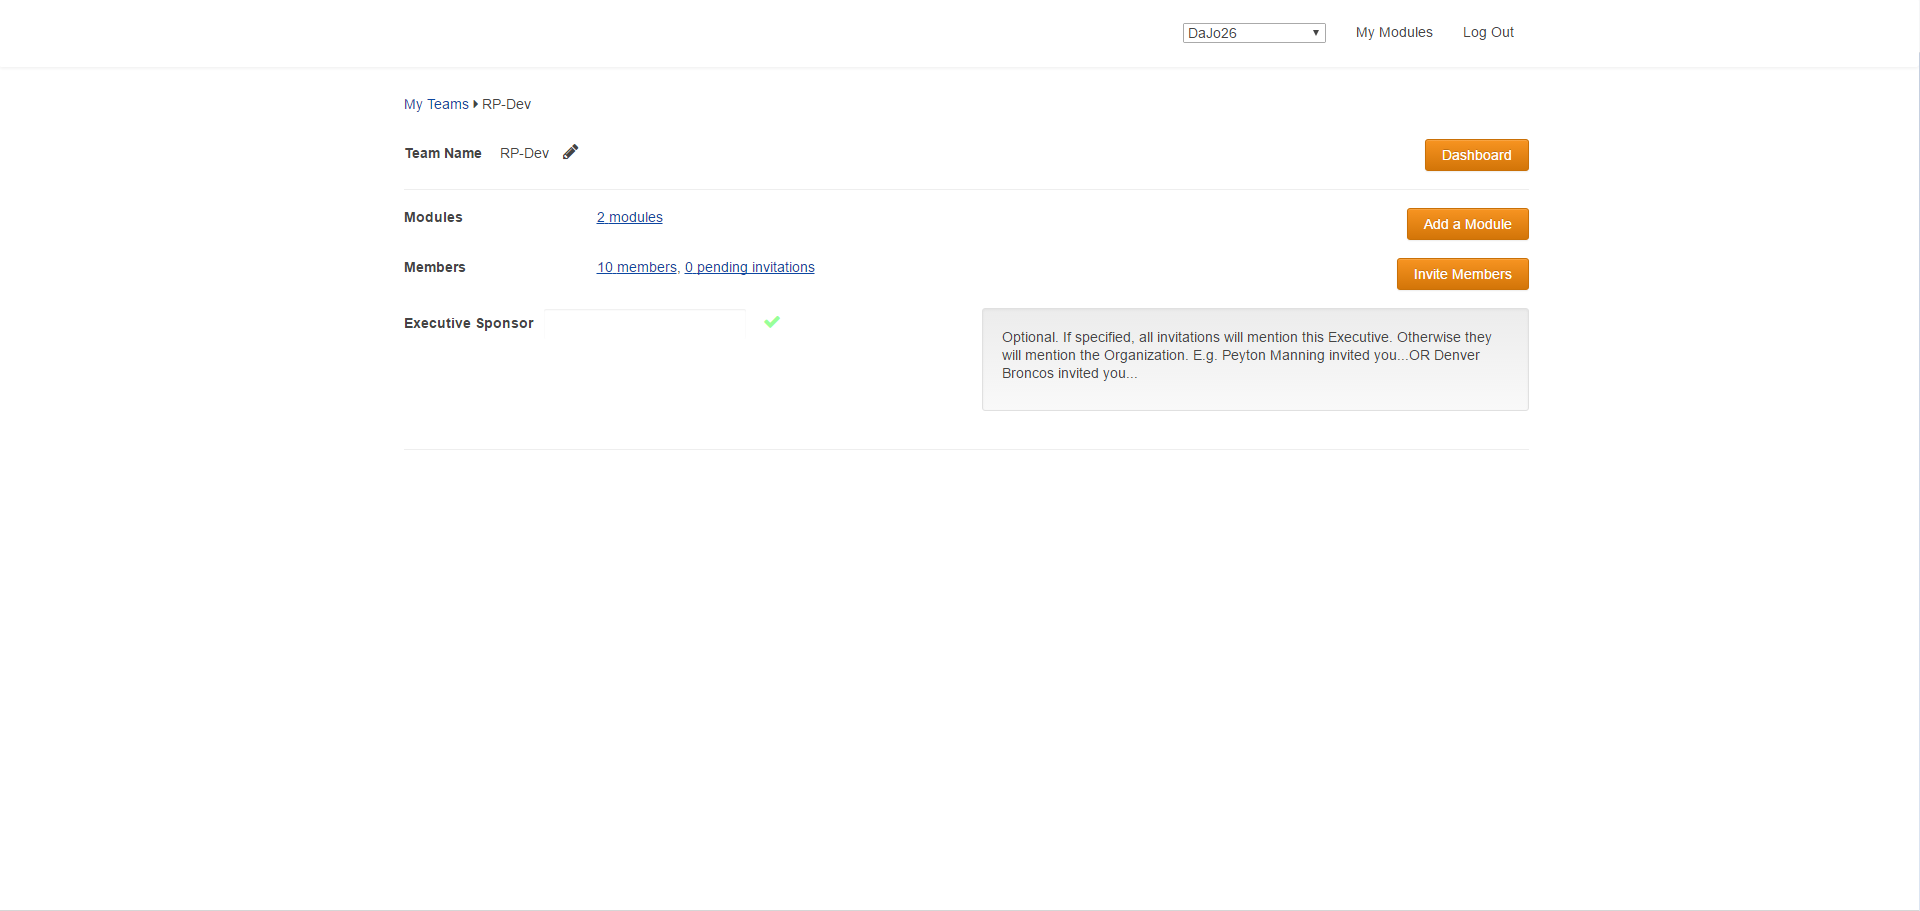 DaJo26 My Modules Log Out
My Teams RP-Dev
Team Name RP-Dev Dashboard
Modules 2 modules Add a Module
Members 10 members, 0 pending invitations Invite Members
Executive Sponsor
Optional. If specified, all invitations will mention this Executive. Otherwise they
will mention the Organization. E.g. Peyton Manning invited you...OR Denver
Broncos invited you...